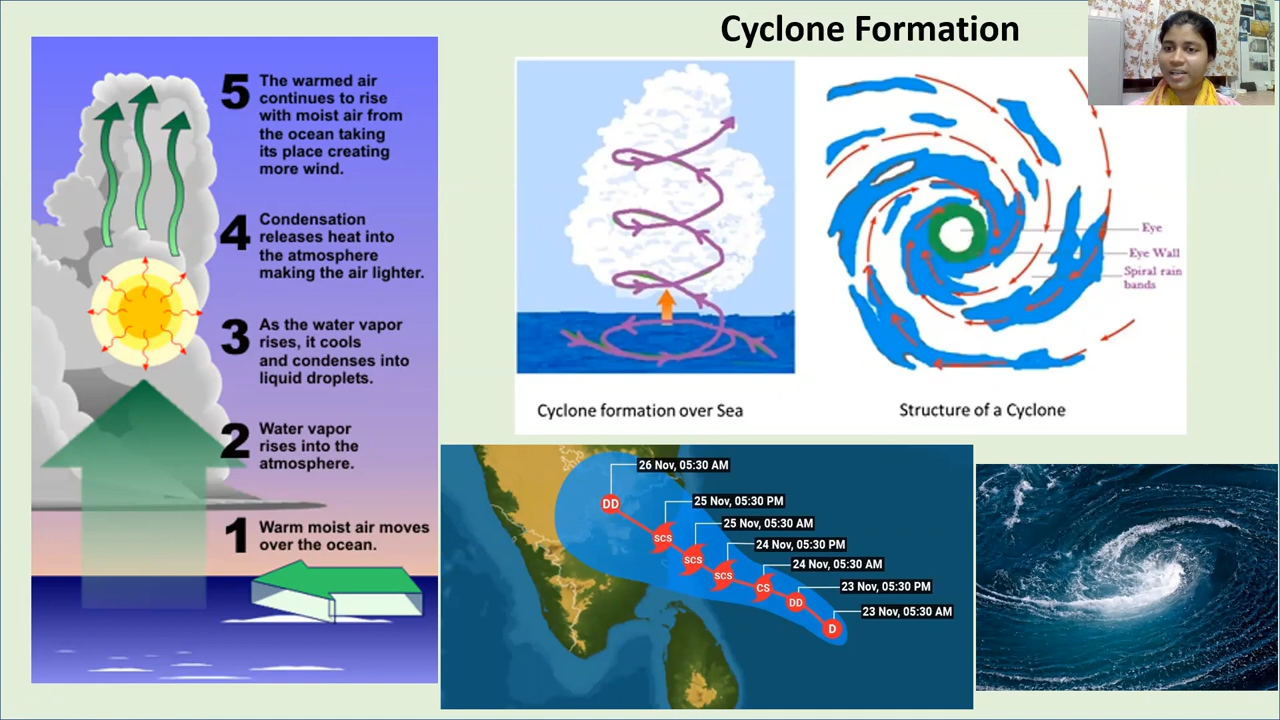 Cyclone Formation
5 The warmed air
continues to rise
with moist air from
the ocean taking
its place creating
more wind.
4 Condensation
releases heat into
the atmosphere
making the air lighter.
3 As the water vapor
rises, it cools
and condenses into
liquid droplets.
2 Water vapor
rises into the
atmosphere.
1 Warm moist air moves
over the ocean.
Eye
Eye Wall
Spiral rain
bands
Cyclone formation over Sea
Structure of a Cyclone
26 Nov, 05:30 AM
DD
25 Nov, 05:30 PM
SCS
25 Nov, 05:30 AM
SCS
24 Nov, 05:30 PM
SCS
24 Nov, 05:30 AM
CS
23 Nov, 05:30 PM
DD
23 Nov, 05:30 AM
D